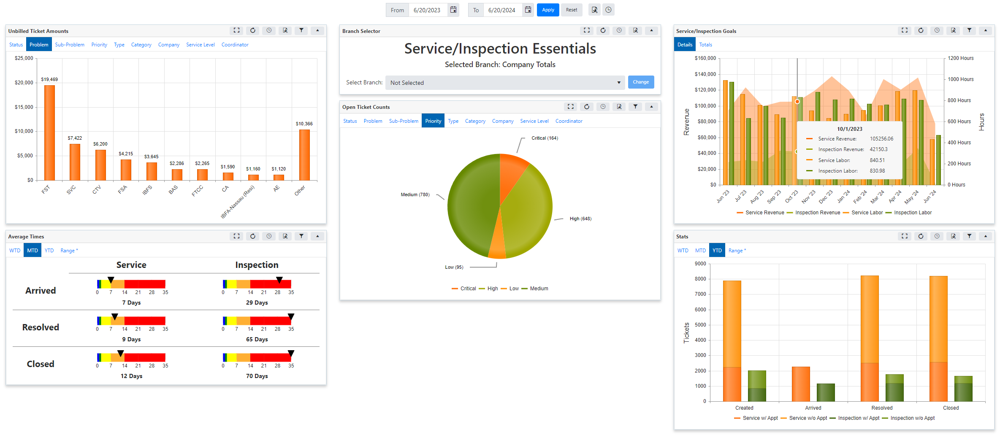 From 6/20/2023 To 6/20/2024 Apply Reset
Unbilled Ticket Amounts
Status Problem Sub-Problem Priority Type Category Company Service Level Coordinator
$25,000
$20,000
$15,000
$10,000
$5,000
$0
$19,469
$7,422
$6,200
$4,215
$3,645
$2,286
$2,265
$1,590
$1,160
$1,120
$10,366
FST
SVC
CTV
FSA
IBFS
BAS
FTCC
CA
IBFA-Nassau (Resi)
AE
Other
Average Times
WTD MTD YTD Range *
Service Inspection
Arrived
0 7 14 21 28 35
7 Days
0 7 14 21 28 35
29 Days
Resolved
0 7 14 21 28 35
9 Days
0 7 14 21 28 35
65 Days
Closed
0 7 14 21 28 35
12 Days
0 7 14 21 28 35
70 Days
Branch Selector
Service/Inspection Essentials
Selected Branch: Company Totals
Select Branch: Not Selected Change
Open Ticket Counts
Status Problem Sub-Problem Priority Type Category Company Service Level Coordinator
Critical (164)
Medium (780)
High (648)
Low (95)
Critical High Low Medium
Service/Inspection Goals
Details Totals
Revenue
$160,000
$140,000
$120,000
$100,000
$80,000
$60,000
$40,000
$20,000
$0
1200 Hours
1000 Hours
800 Hours
600 Hours
400 Hours
200 Hours
0 Hours
Hours
10/1/2023
Service Revenue: 105256.06
Inspection Revenue: 42150.3
Service Labor: 840.51
Inspection Labor: 830.98
Jun '23
Jul '23
Aug '23
Sep '23
Oct '23
Nov '23
Dec '23
Jan '24
Feb '24
Mar '24
Apr '24
May '24
Jun '24
Service Revenue Inspection Revenue Service Labor Inspection Labor
Stats
WTD MTD YTD Range *
Tickets
9000
8000
7000
6000
5000
4000
3000
2000
1000
0
Created Arrived Resolved Closed
Service w/ Appt Service w/o Appt Inspection w/ Appt Inspection w/o Appt